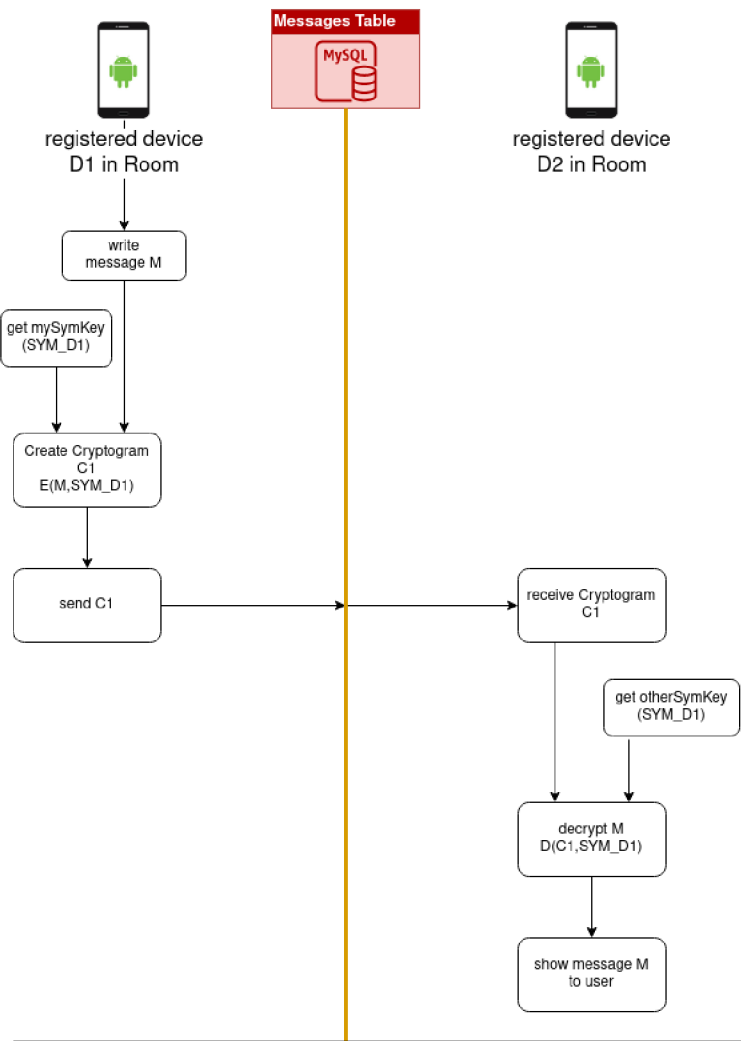 Messages Table
MySQL
registered device
D1 in Room
registered device
D2 in Room
write
message M
get mySymKey
(SYM_D1)
Create Cryptogram
C1
E(M,SYM_D1)
send C1
receive Cryptogram
C1
get otherSymKey
(SYM_D1)
decrypt M
D(C1,SYM_D1)
show message M
to user